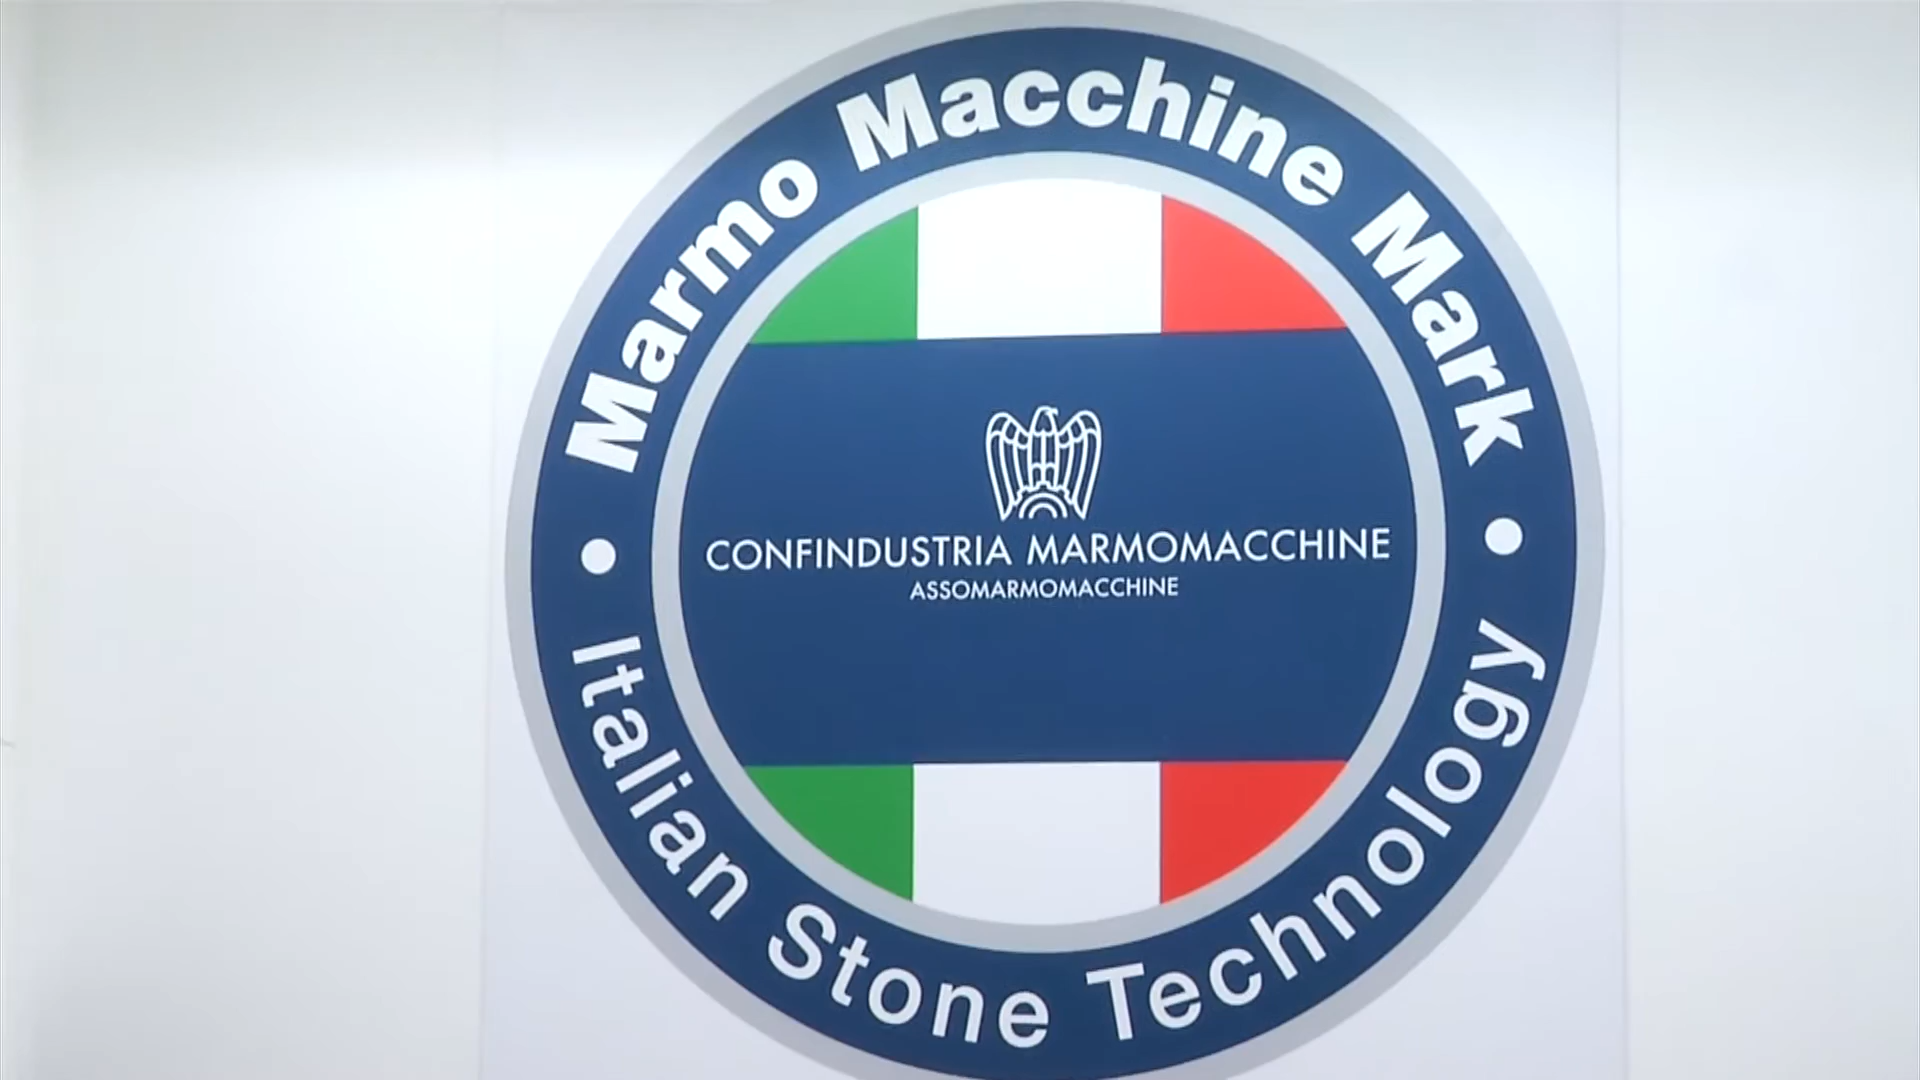 Marmo Macchine Mark
CONFINDUSTRIA MARMOMACCHINE
ASSOMARMOMACCHINE
Italian Stone Technology